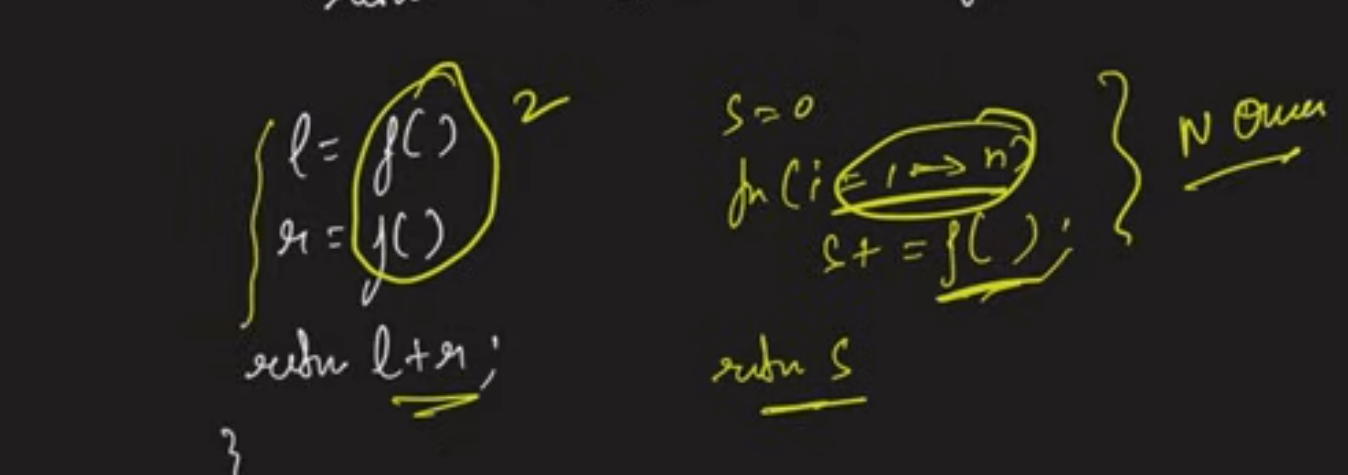 l = f()
r = f()
2
return l+r;
}
s=0
for (i = 1 → n)
s+ = f();
return s
N